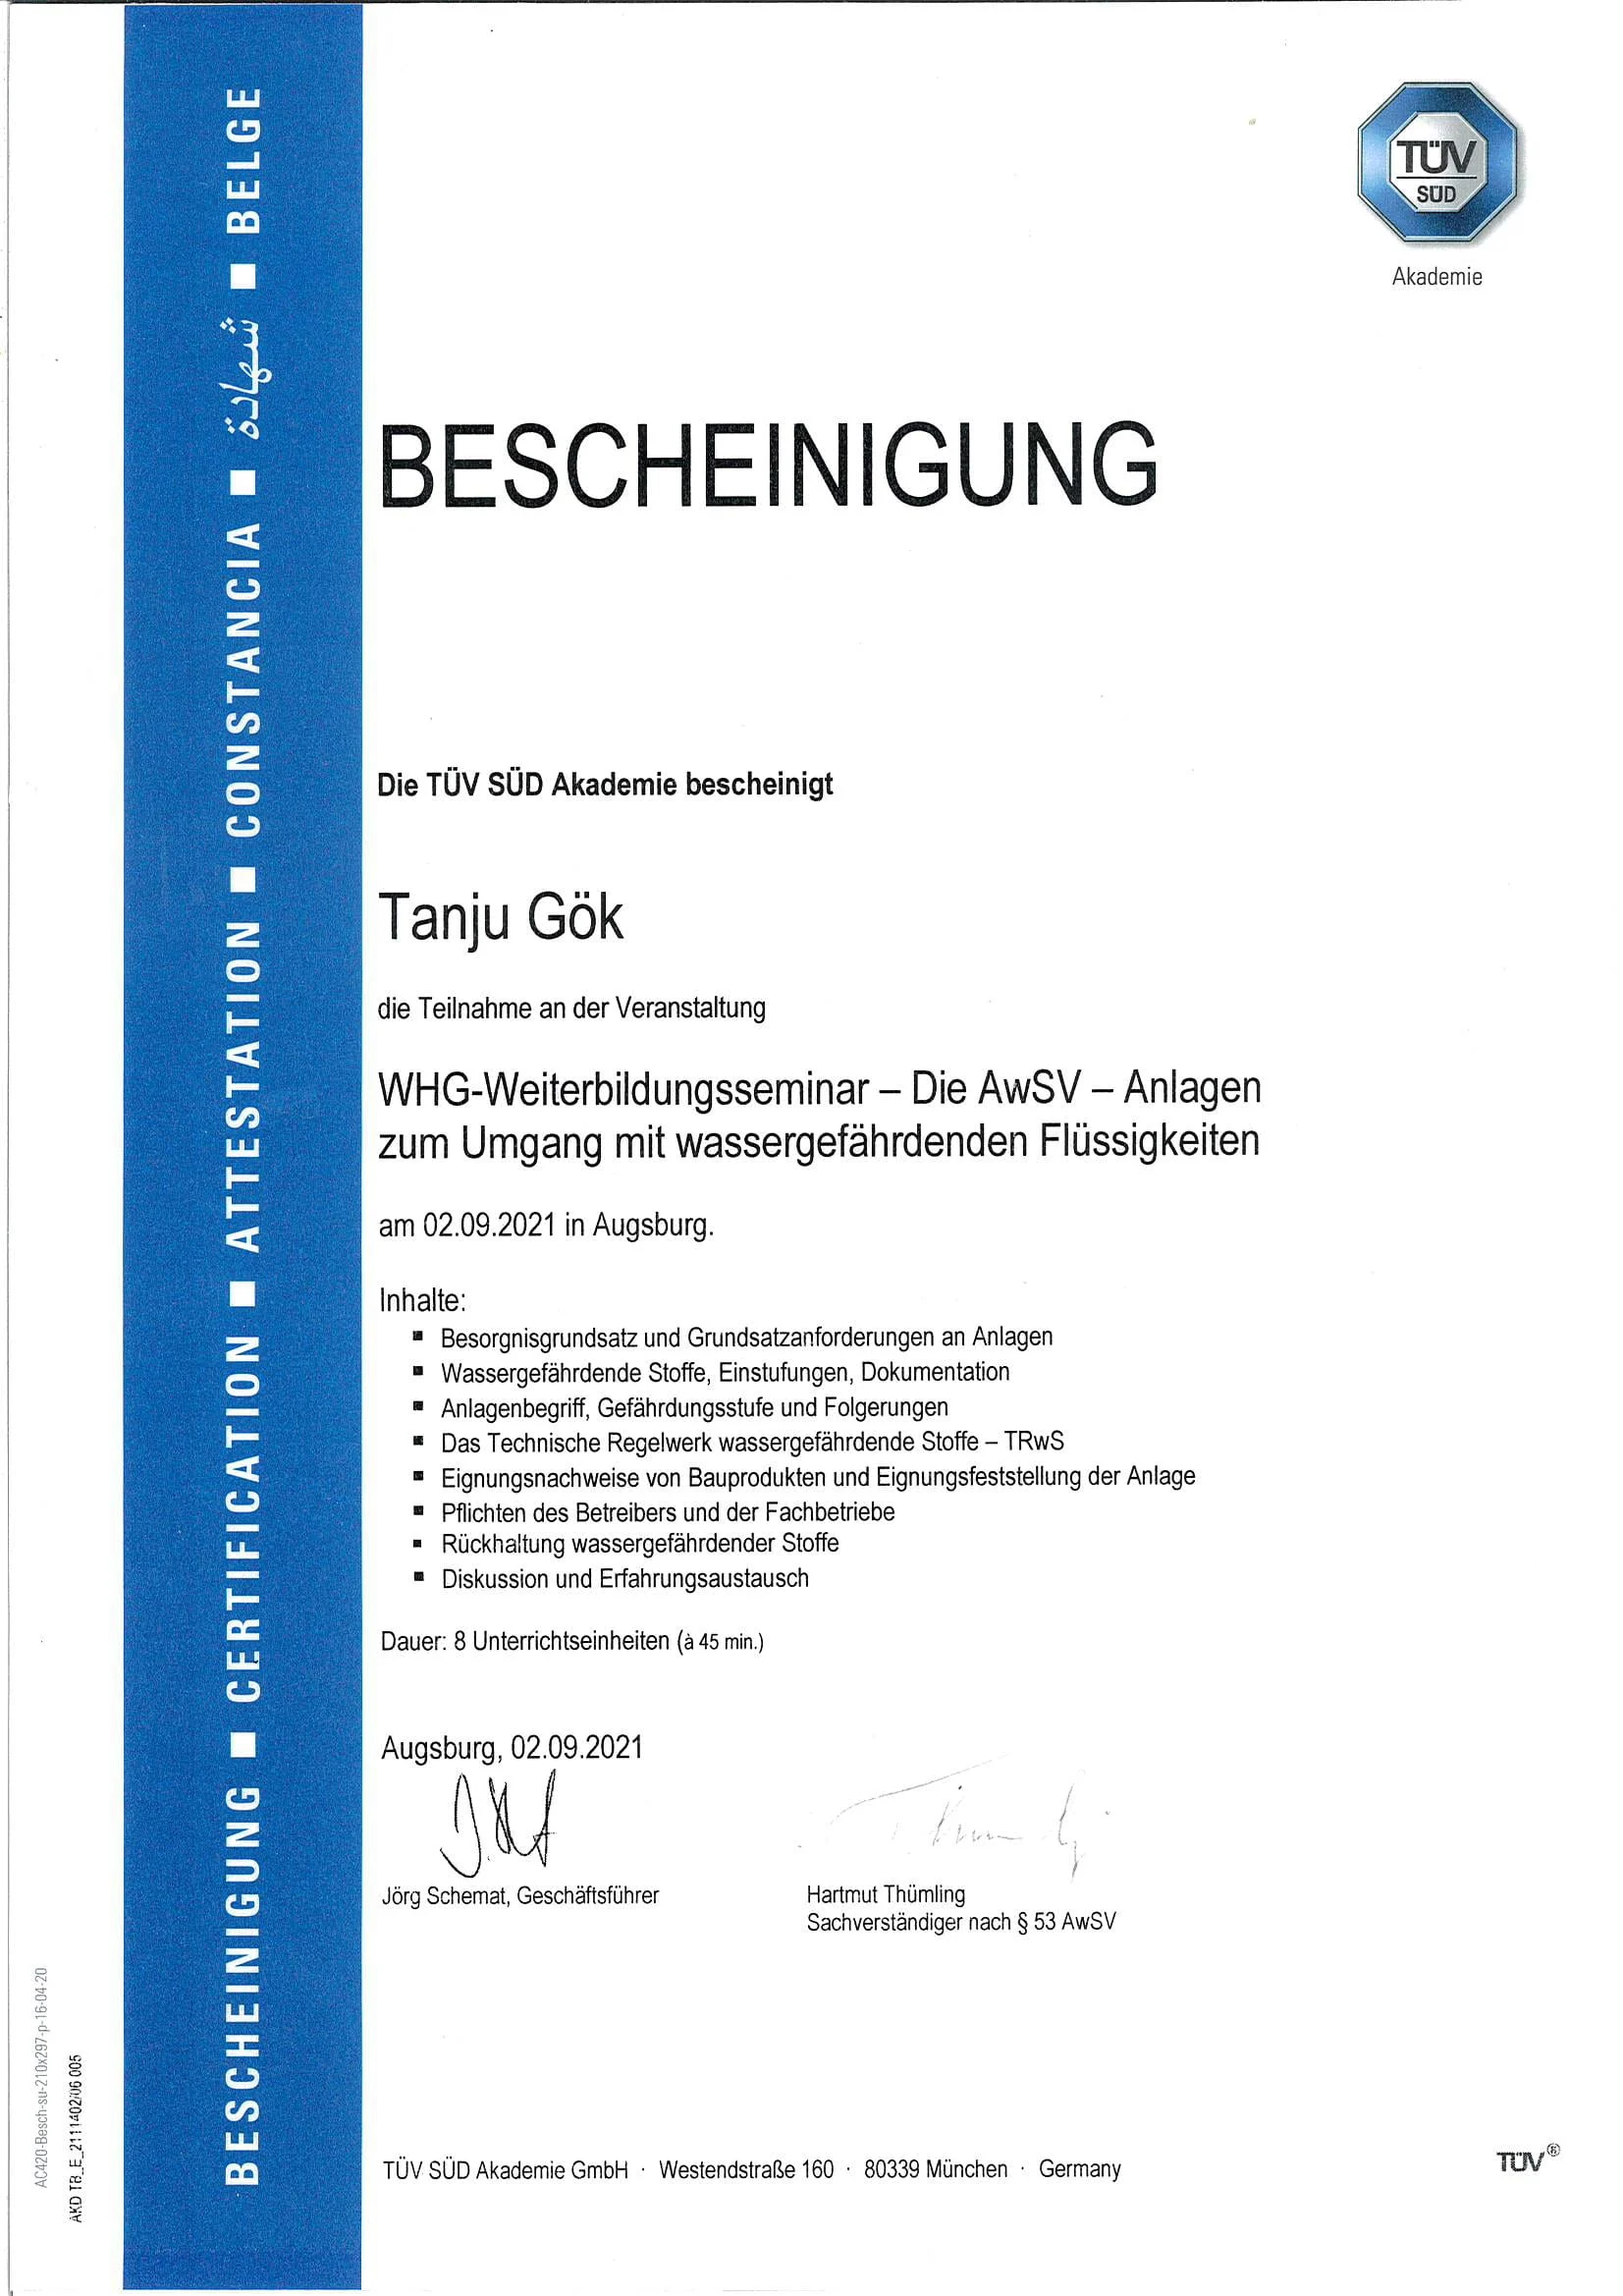 BESCHEINIGUNG ■ CERTIFICATION ■ ATTESTATION ■ CONSTANCIA ■ شهادة ■ BELGE
TÜV
SÜD
Akademie
BESCHEINIGUNG
Die TÜV SÜD Akademie bescheinigt
Tanju Gök
die Teilnahme an der Veranstaltung
WHG-Weiterbildungsseminar – Die AwSV – Anlagen
zum Umgang mit wassergefährdenden Flüssigkeiten
am 02.09.2021 in Augsburg.
Inhalte:
▪ Besorgnisgrundsatz und Grundsatzanforderungen an Anlagen
▪ Wassergefährdende Stoffe, Einstufungen, Dokumentation
▪ Anlagenbegriff, Gefährdungsstufe und Folgerungen
▪ Das Technische Regelwerk wassergefährdende Stoffe – TRwS
▪ Eignungsnachweise von Bauprodukten und Eignungsfeststellung der Anlage
▪ Pflichten des Betreibers und der Fachbetriebe
▪ Rückhaltung wassergefährdender Stoffe
▪ Diskussion und Erfahrungsaustausch
Dauer: 8 Unterrichtseinheiten (à 45 min.)
Augsburg, 02.09.2021
Jörg Schemat, Geschäftsführer
Hartmut Thümling
Sachverständiger nach § 53 AwSV
AC420-Besch-su-210x297-p-16-04-20
AKD TB_E_2111402/06 005
TÜV SÜD Akademie GmbH · Westendstraße 160 · 80339 München · Germany
TÜV®